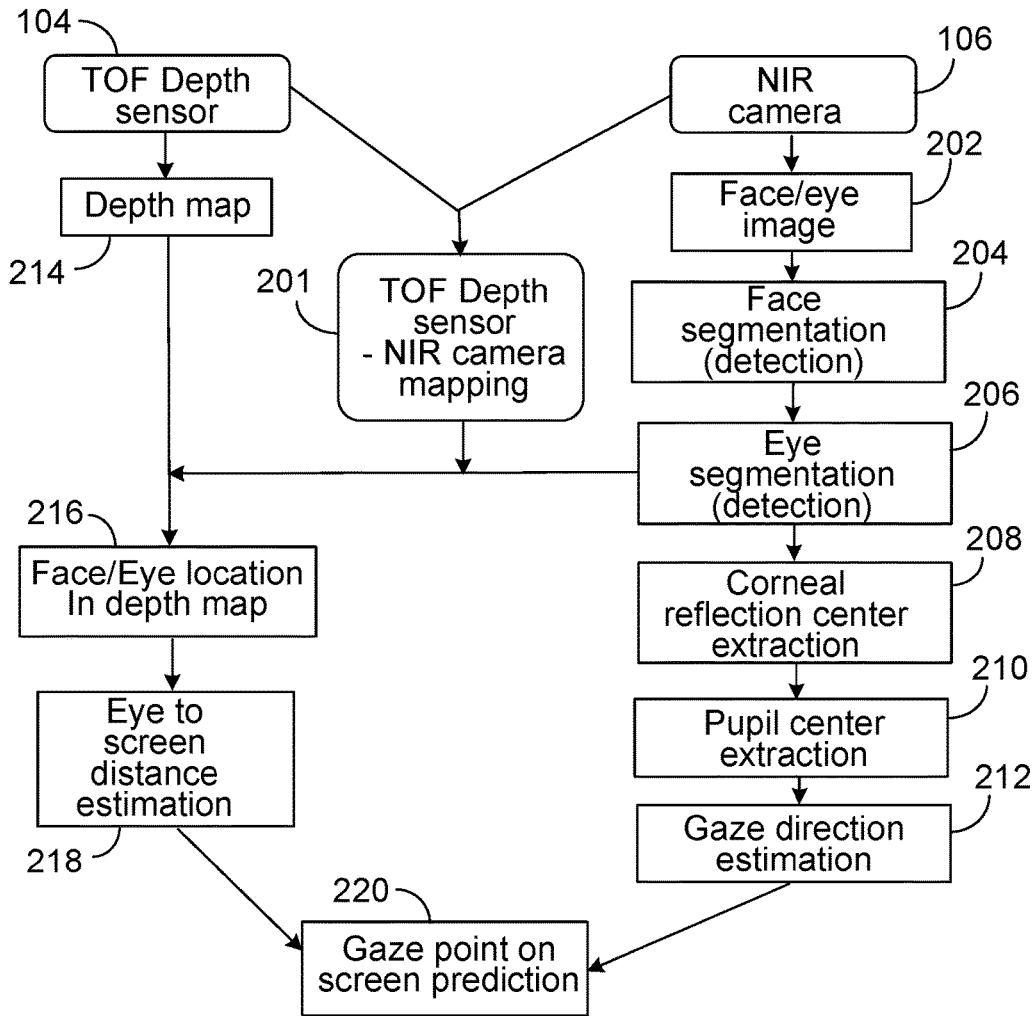 104
TOF Depth
sensor
106
NIR
camera
202
Face/eye
image
Depth map
214
201
TOF Depth
sensor
- NIR camera
mapping
204
Face
segmentation
(detection)
206
Eye
segmentation
(detection)
216
Face/Eye location
In depth map
208
Corneal
reflection center
extraction
Eye to
screen
distance
estimation
218
210
Pupil center
extraction
212
Gaze direction
estimation
220
Gaze point on
screen prediction